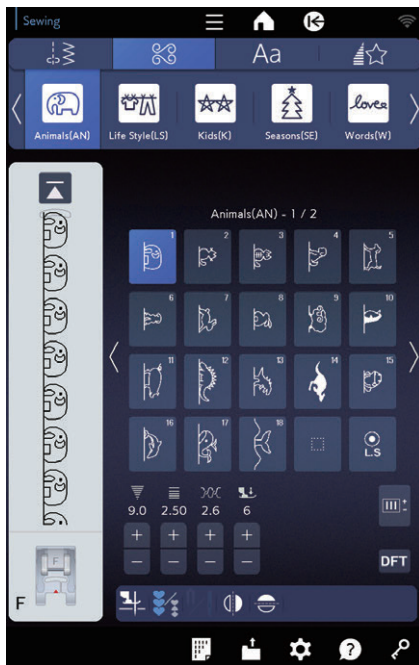 Sewing
Aa
lovee
Animals(AN) Life Style(LS) Kids(K) Seasons(SE) Words(W)
Animals(AN) - 1 / 2
1 2 3 4 5
6 7 8 9 10
11 12 13 14 15
16 17 18 L.S
9.0 2.50 2.6 6
+ + + +
− − − −
DFT
F
F
?